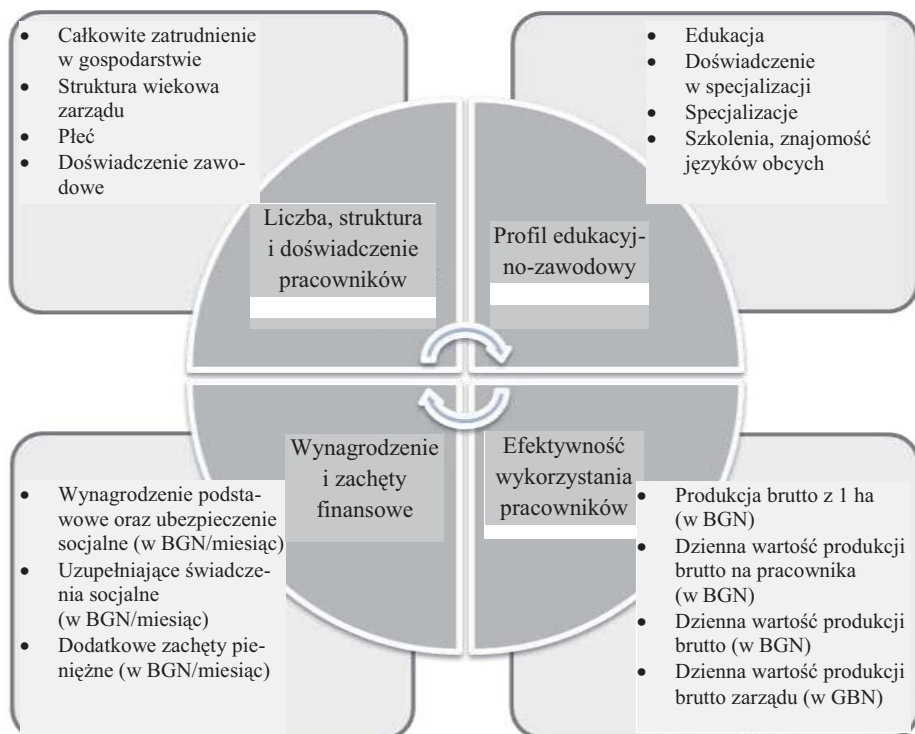 • Całkowite zatrudnienie
w gospodarstwie
• Struktura wiekowa
zarządu
• Płeć
• Doświadczenie zawo-
dowe
• Edukacja
• Doświadczenie
w specjalizacji
• Specjalizacje
• Szkolenia, znajomość
języków obcych
Liczba, struktura
i doświadczenie
pracowników
Profil edukacyj-
no-zawodowy
Wynagrodzenie
i zachęty
finansowe
Efektywność
wykorzystania
pracowników
• Wynagrodzenie podsta-
wowe oraz ubezpieczenie
socjalne (w BGN/miesiąc)
• Uzupełniające świadcze-
nia socjalne
(w BGN/miesiąc)
• Dodatkowe zachęty pie-
niężne (w BGN/miesiąc)
• Produkcja brutto z 1 ha
(w BGN)
• Dzienna wartość produkcji
brutto na pracownika
(w BGN)
• Dzienna wartość produkcji
brutto (w BGN)
• Dzienna wartość produkcji
brutto zarządu (w GBN)